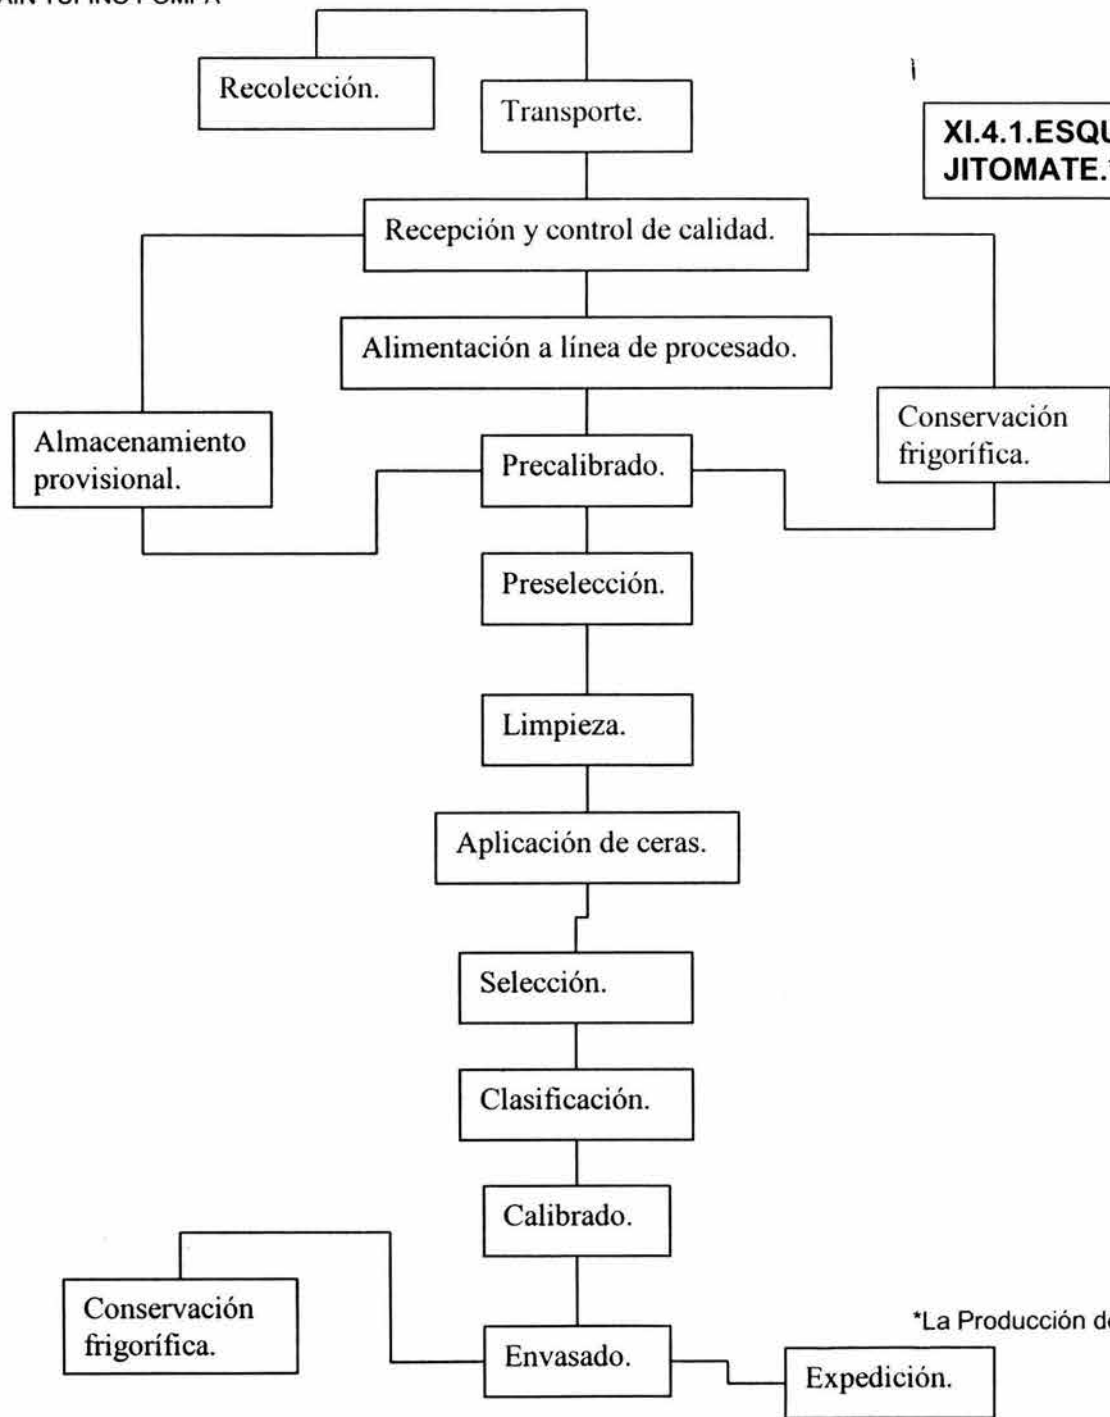 Recolección.
Transporte.
XI.4.1.ESQU
JITOMATE.*
Recepción y control de calidad.
Alimentación a línea de procesado.
Almacenamiento
provisional.
Precalibrado.
Conservación
frigorífica.
Preselección.
Limpieza.
Aplicación de ceras.
Selección.
Clasificación.
Calibrado.
Conservación
frigorífica.
Envasado.
*La Producción de
Expedición.